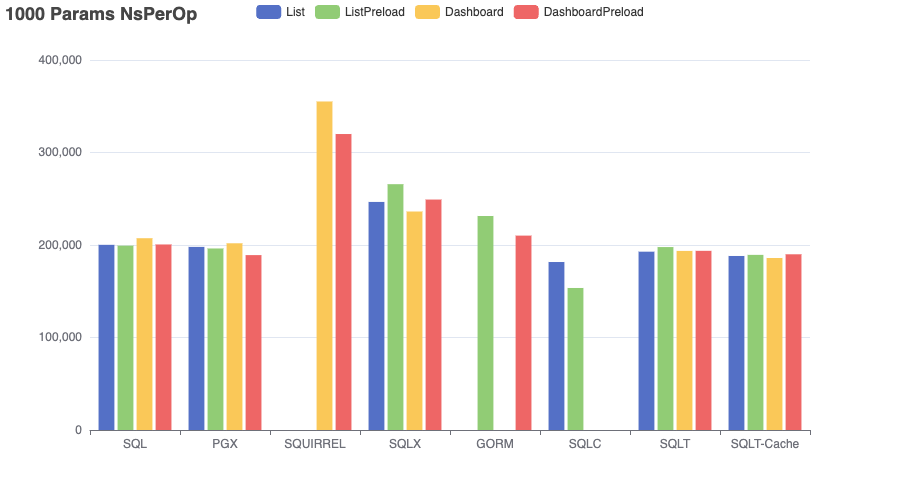 1000 Params NsPerOp
List ListPreload Dashboard DashboardPreload
400,000
300,000
200,000
100,000
0
SQL PGX SQUIRREL SQLX GORM SQLC SQLT SQLT-Cache